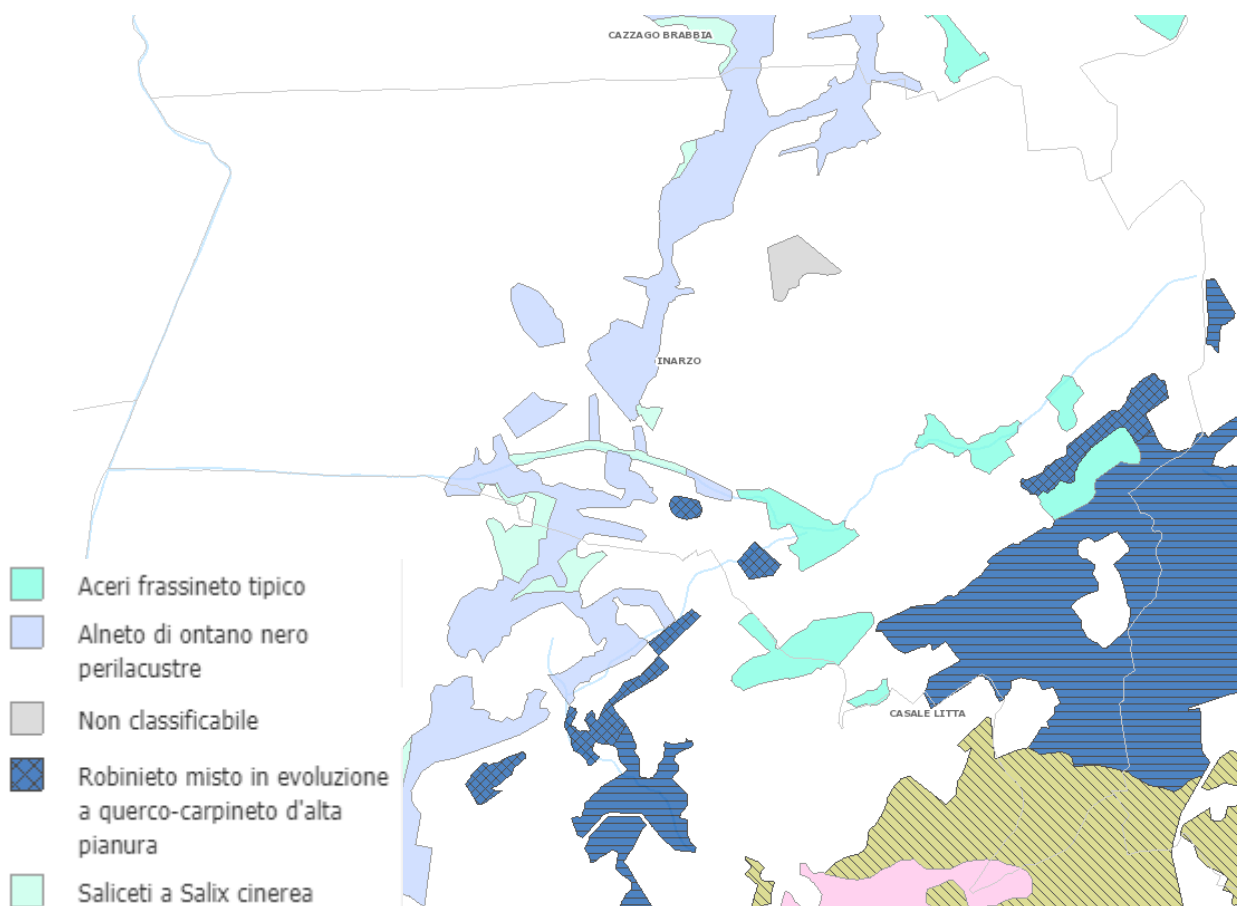 CAZZAGO BRABBIA
INARZO
Aceri frassineto tipico
Alneto di ontano nero
perilacustre
Non classificabile
CASALE LITTA
Robinieto misto in evoluzione
a querco-carpineto d'alta
pianura
Saliceti a Salix cinerea